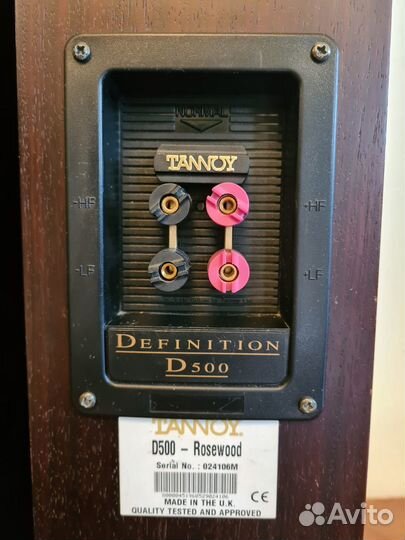 NORMAL
TANNOY
-HF +HF
-LF +LF
DEFINITION
D500
TANNOY
D500 - Rosewood
Serial No. : 024106M
MADE IN THE U.K.
QUALITY TESTED AND APPROVED
CE
Avito